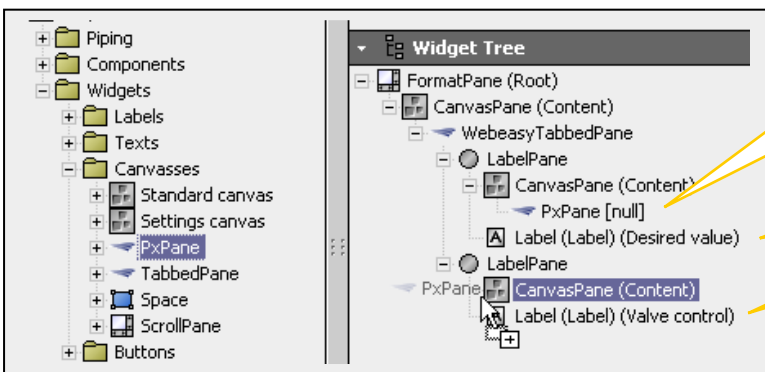 Piping
Components
Widgets
Labels
Texts
Canvasses
Standard canvas
Settings canvas
PxPane
TabbedPane
Space
ScrollPane
Buttons
Widget Tree
FormatPane (Root)
CanvasPane (Content)
WebeasyTabbedPane
LabelPane
CanvasPane (Content)
PxPane [null]
A Label (Label) (Desired value)
LabelPane
PxPane CanvasPane (Content)
Label (Label) (Valve control)